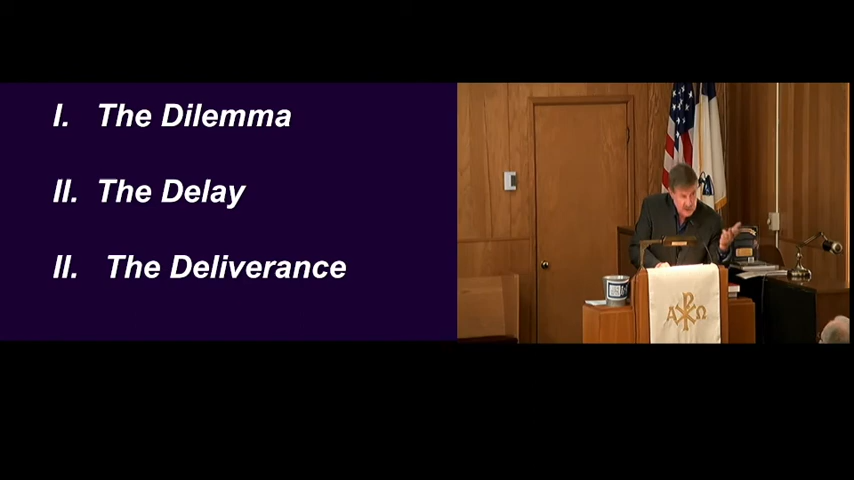 I. The Dilemma
II. The Delay
II. The Deliverance
Α☧Ω